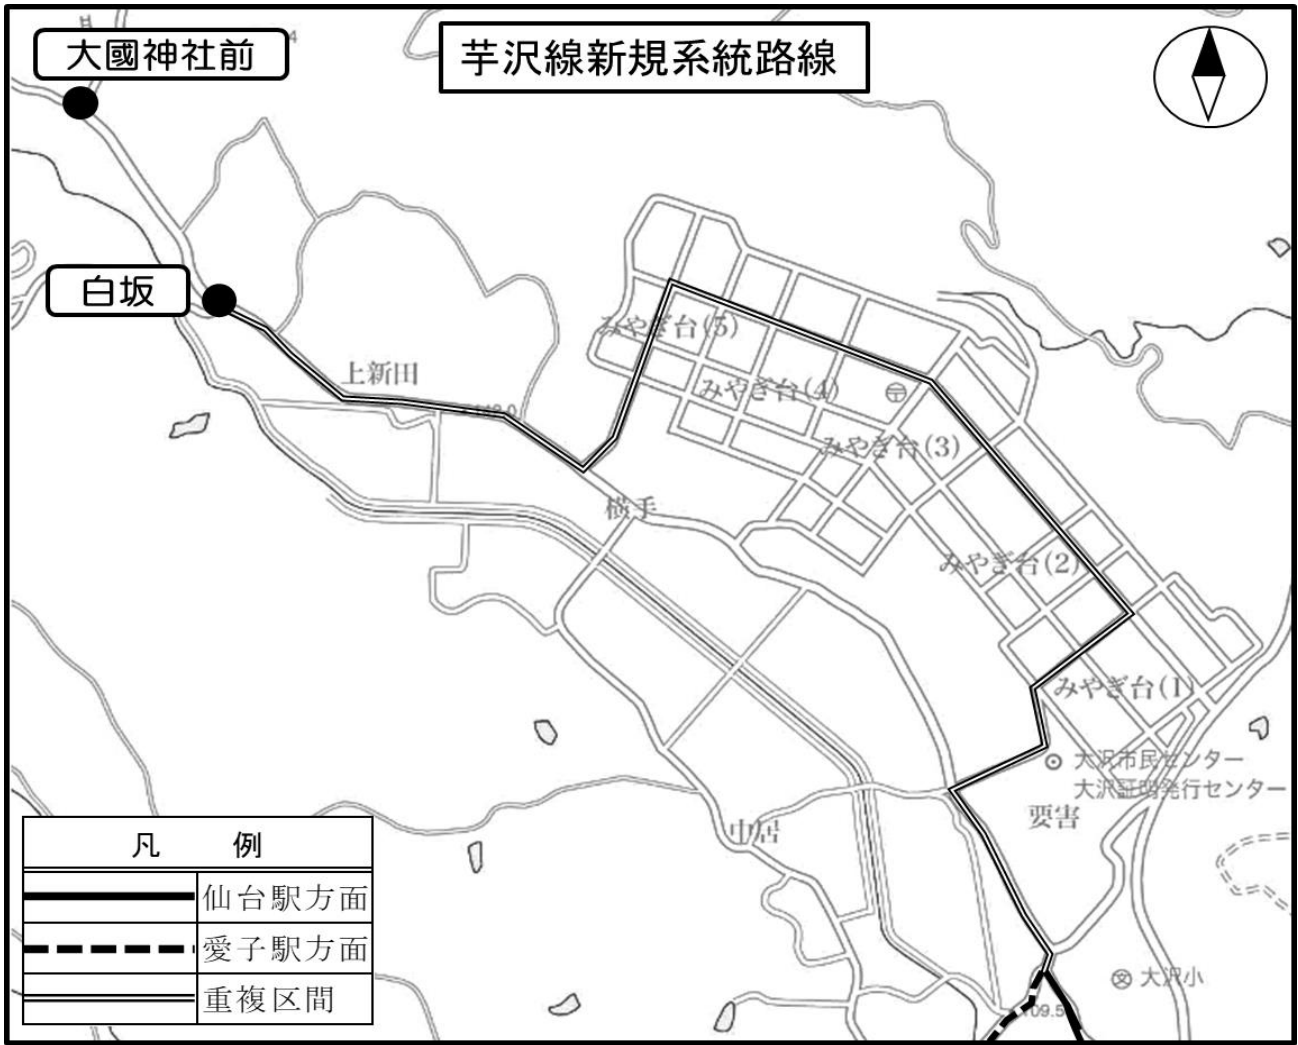 大國神社前
芋沢線新規系統路線
白坂
上新田
みやぎ台(5)
みやぎ台(4)
みやぎ台(3)
横手
みやぎ台(2)
みやぎ台(1)
大沢市民センター
大沢証明発行センター
要害
中居
凡 例
仙台駅方面
愛子駅方面
重複区間
大沢小
109.5